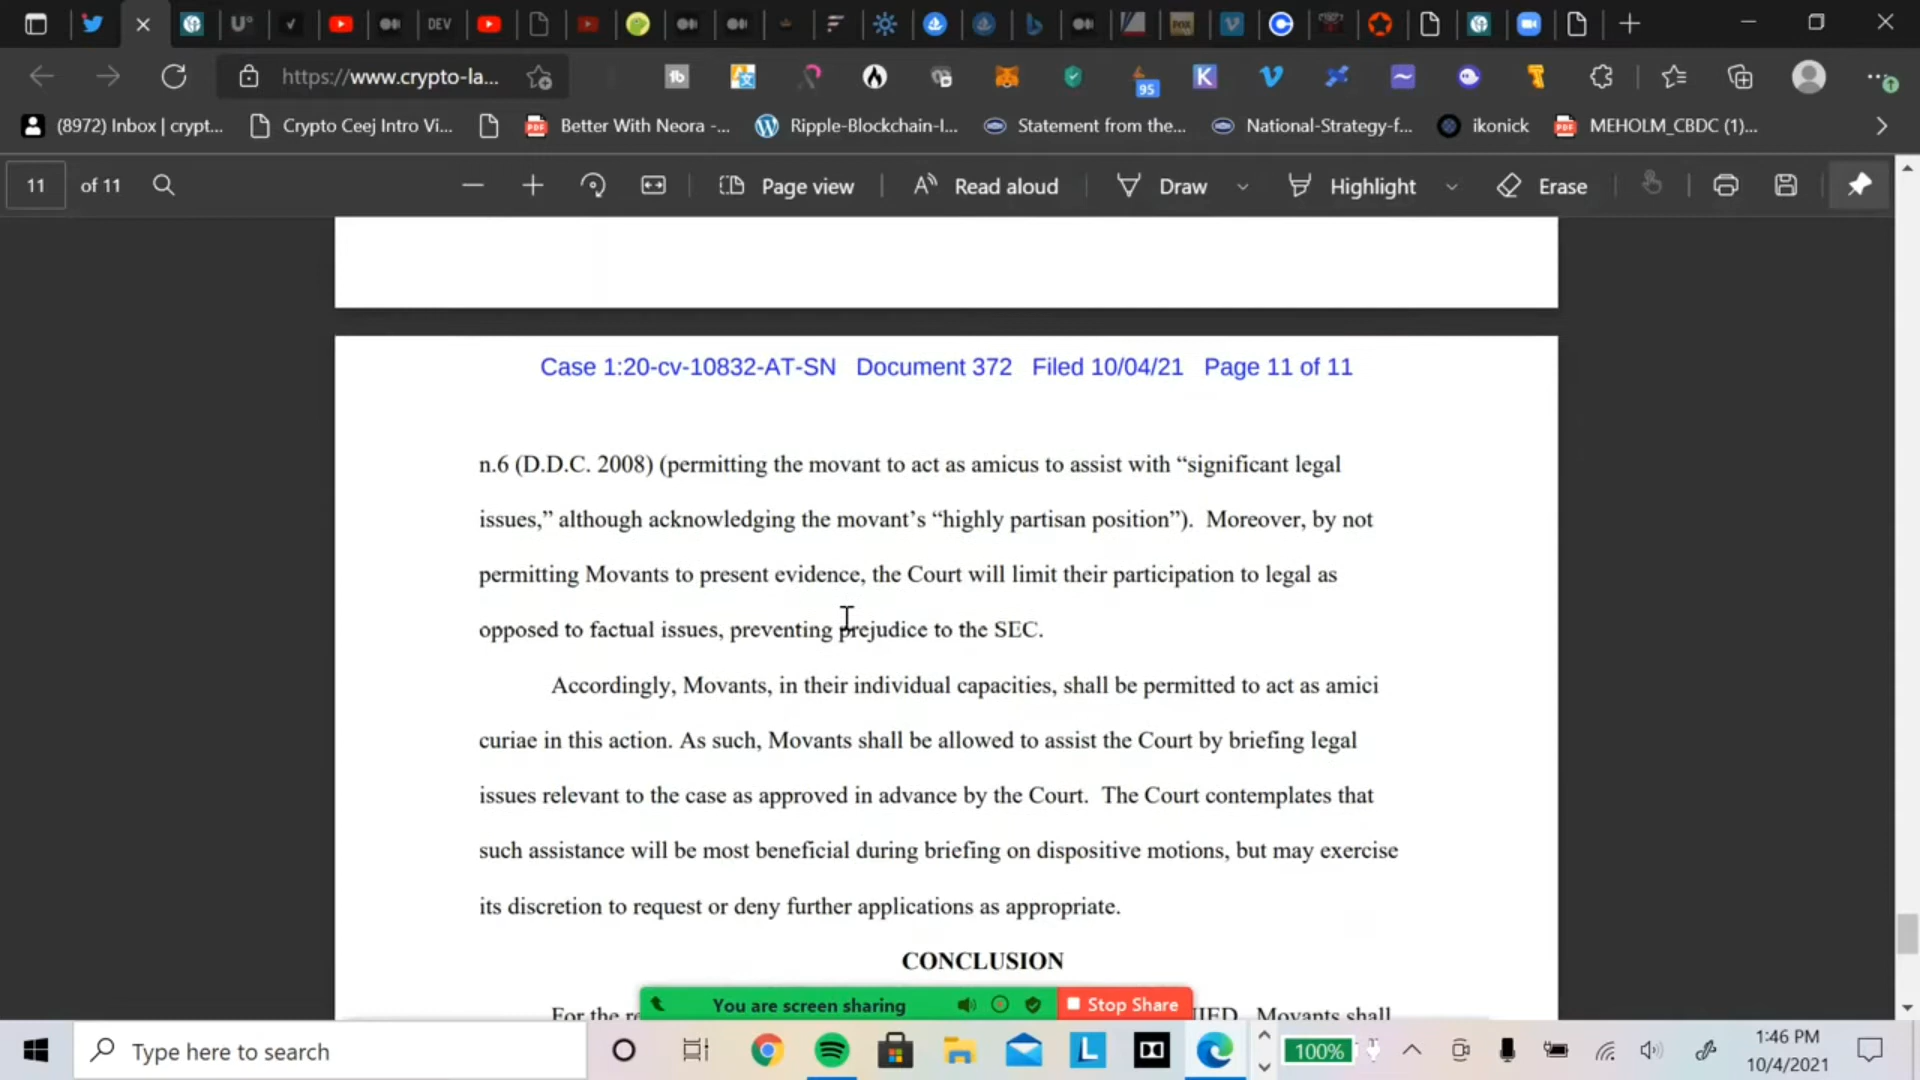 DEV
https://www.crypto-la...
95
(8972) Inbox | crypt...
Crypto Ceej Intro Vi...
Better With Neora -...
Ripple-Blockchain-I...
Statement from the...
National-Strategy-f...
ikonick
MEHOLM_CBDC (1)...
11 of 11
Page view
Read aloud
Draw
Highlight
Erase
Case 1:20-cv-10832-AT-SN Document 372 Filed 10/04/21 Page 11 of 11
n.6 (D.D.C. 2008) (permitting the movant to act as amicus to assist with “significant legal
issues,” although acknowledging the movant’s “highly partisan position”). Moreover, by not
permitting Movants to present evidence, the Court will limit their participation to legal as
opposed to factual issues, preventing prejudice to the SEC.
Accordingly, Movants, in their individual capacities, shall be permitted to act as amici
curiae in this action. As such, Movants shall be allowed to assist the Court by briefing legal
issues relevant to the case as approved in advance by the Court. The Court contemplates that
such assistance will be most beneficial during briefing on dispositive motions, but may exercise
its discretion to request or deny further applications as appropriate.
CONCLUSION
For the
Movants shall
You are screen sharing
Stop Share
Type here to search
100%
1:46 PM
10/4/2021